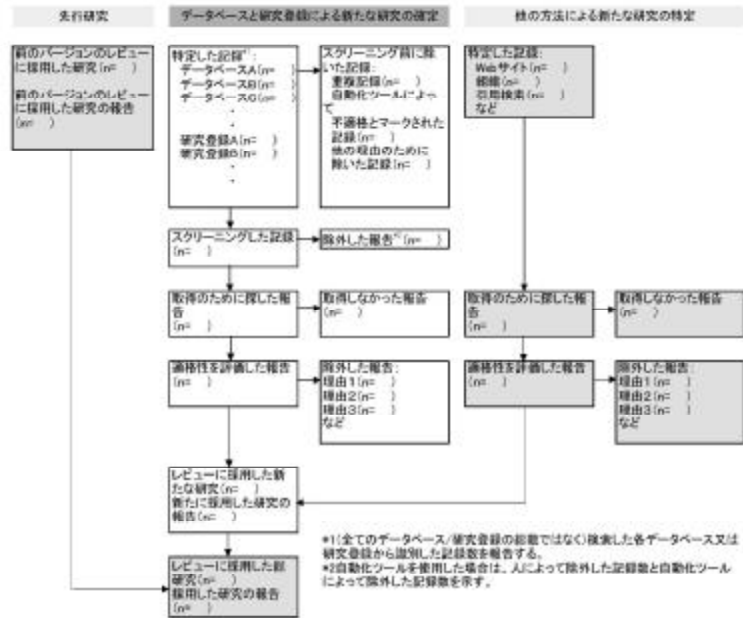 先行研究
データベースと研究登録による新たな研究の確定
他の方法による新たな研究の特定
前のバージョンのレビュー
に採用した研究(n=　)
前のバージョンのレビュー
に採用した研究の報告
(n=　)
特定した記録*1:
データベースA(n=　)
データベースB(n=　)
データベースC(n=　)
・
・
研究登録A(n=　)
研究登録B(n=　)
・
・
スクリーニング前に除
いた記録:
重複記録(n=　)
自動化ツールによっ
て
不適格とマークされた
記録(n=　)
他の理由のために
除いた記録(n=　)
特定した記録:
Webサイト(n=　)
組織(n=　)
引用検索(n=　)
など
スクリーニングした記録
(n=　)
除外した報告*2(n=　)
取得のために探した報
告
(n=　)
取得しなかった報告
(n=　)
取得のために探した報
告
(n=　)
取得しなかった報告
(n=　)
適格性を評価した報告
(n=　)
除外した報告:
理由1(n=　)
理由2(n=　)
理由3(n=　)
など
適格性を評価した報告
(n=　)
除外した報告:
理由1(n=　)
理由2(n=　)
理由3(n=　)
など
レビューに採用した新
たな研究(n=　)
新たに採用した研究の
報告(n=　)
*1(全てのデータベース/研究登録の総数ではなく)検索した各データベース又は
研究登録から識別した記録数を報告する。
*2自動化ツールを使用した場合は、人によって除外した記録数と自動化ツール
によって除外した記録数を示す。
レビューに採用した総
研究(n=　)
採用した研究の報告
(n=　)